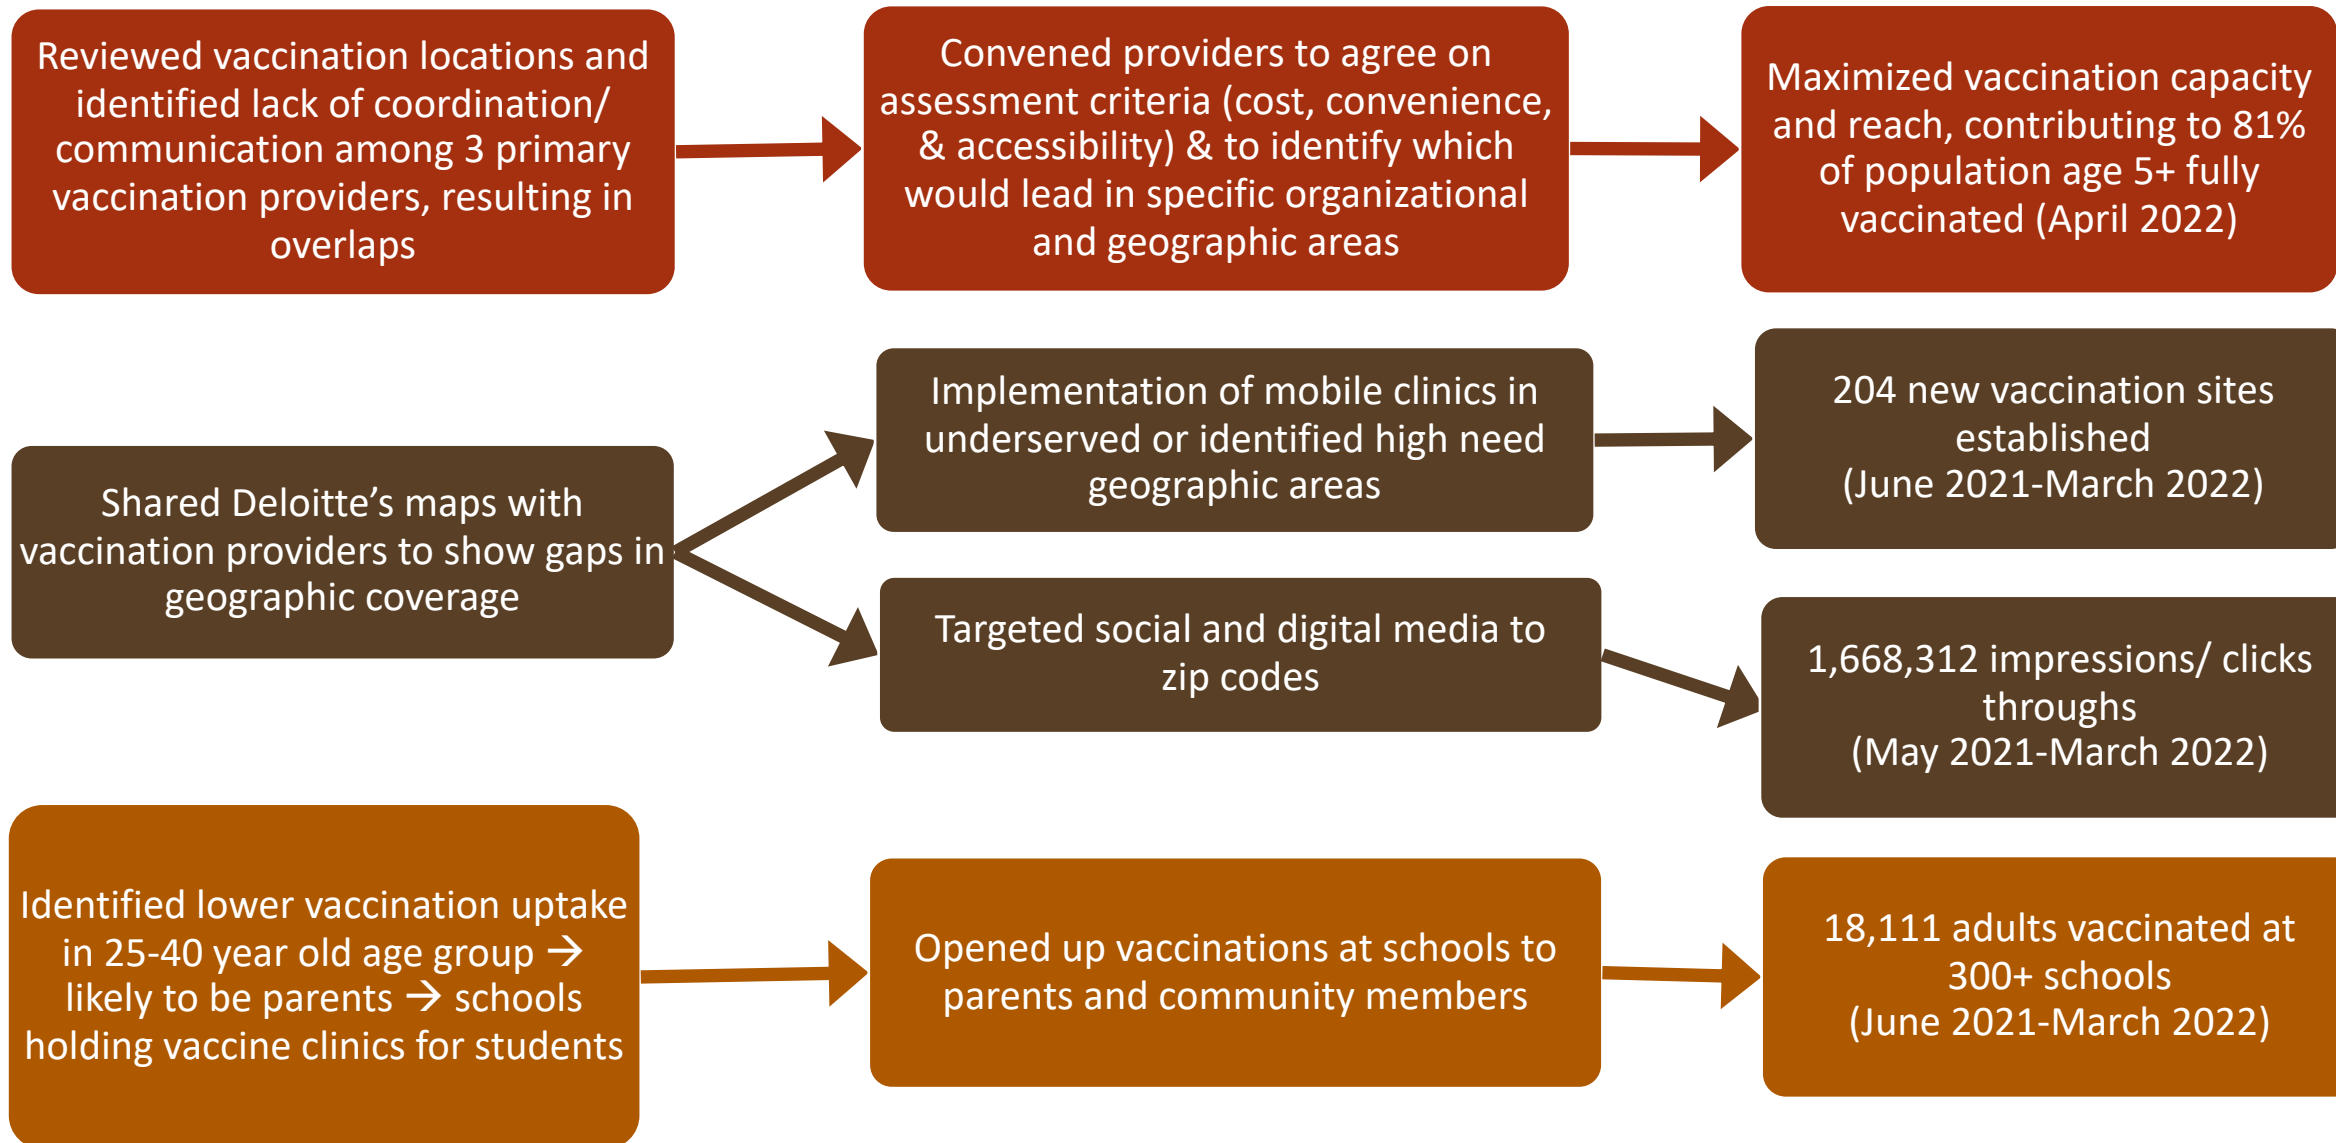 Reviewed vaccination locations and
identified lack of coordination/
communication among 3 primary
vaccination providers, resulting in
overlaps
Convened providers to agree on
assessment criteria (cost, convenience,
& accessibility) & to identify which
would lead in specific organizational
and geographic areas
Maximized vaccination capacity
and reach, contributing to 81%
of population age 5+ fully
vaccinated (April 2022)
Shared Deloitte’s maps with
vaccination providers to show gaps in
geographic coverage
Implementation of mobile clinics in
underserved or identified high need
geographic areas
204 new vaccination sites
established
(June 2021-March 2022)
Targeted social and digital media to
zip codes
1,668,312 impressions/ clicks
throughs
(May 2021-March 2022)
Identified lower vaccination uptake
in 25-40 year old age group →
likely to be parents → schools
holding vaccine clinics for students
Opened up vaccinations at schools to
parents and community members
18,111 adults vaccinated at
300+ schools
(June 2021-March 2022)